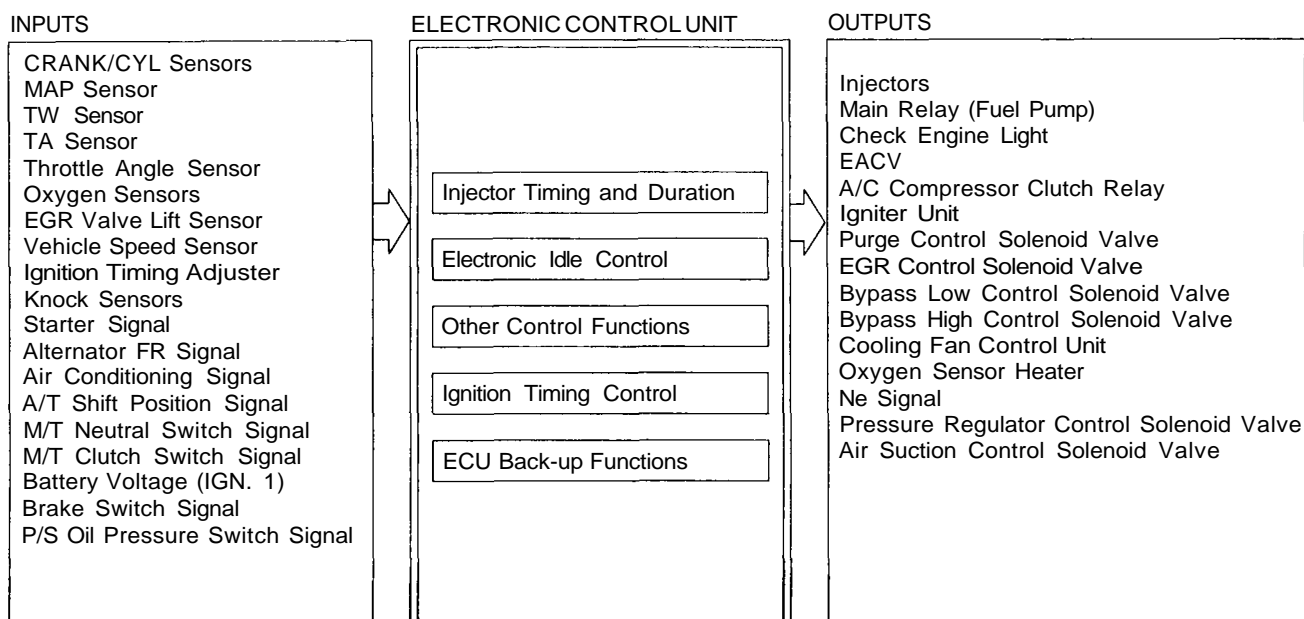 INPUTS
CRANK/CYL Sensors
MAP Sensor
TW Sensor
TA Sensor
Throttle Angle Sensor
Oxygen Sensors
EGR Valve Lift Sensor
Vehicle Speed Sensor
Ignition Timing Adjuster
Knock Sensors
Starter Signal
Alternator FR Signal
Air Conditioning Signal
A/T Shift Position Signal
M/T Neutral Switch Signal
M/T Clutch Switch Signal
Battery Voltage (IGN. 1)
Brake Switch Signal
P/S Oil Pressure Switch Signal
ELECTRONIC CONTROL UNIT
Injector Timing and Duration
Electronic Idle Control
Other Control Functions
Ignition Timing Control
ECU Back-up Functions
OUTPUTS
Injectors
Main Relay (Fuel Pump)
Check Engine Light
EACV
A/C Compressor Clutch Relay
Igniter Unit
Purge Control Solenoid Valve
EGR Control Solenoid Valve
Bypass Low Control Solenoid Valve
Bypass High Control Solenoid Valve
Cooling Fan Control Unit
Oxygen Sensor Heater
Ne Signal
Pressure Regulator Control Solenoid Valve
Air Suction Control Solenoid Valve